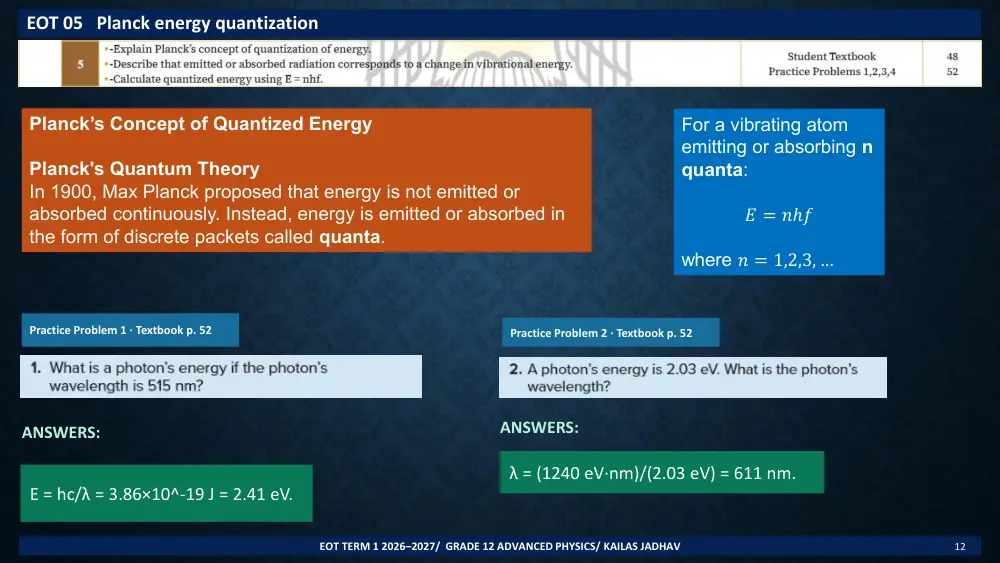 EOT 05 Planck energy quantization
5
•-Explain Planck's concept of quantization of energy.
•-Describe that emitted or absorbed radiation corresponds to a change in vibrational energy.
•-Calculate quantized energy using E = nhf.
Student Textbook
Practice Problems 1,2,3,4
48
52
Planck's Concept of Quantized Energy
Planck's Quantum Theory
In 1900, Max Planck proposed that energy is not emitted or
absorbed continuously. Instead, energy is emitted or absorbed in
the form of discrete packets called quanta.
For a vibrating atom
emitting or absorbing n
quanta:
E = nhf
where n = 1,2,3, …
Practice Problem 1 · Textbook p. 52
1. What is a photon's energy if the photon's
wavelength is 515 nm?
ANSWERS:
E = hc/λ = 3.86×10^-19 J = 2.41 eV.
Practice Problem 2 · Textbook p. 52
2. A photon's energy is 2.03 eV. What is the photon's
wavelength?
ANSWERS:
λ = (1240 eV·nm)/(2.03 eV) = 611 nm.
EOT TERM 1 2026–2027/ GRADE 12 ADVANCED PHYSICS/ KAILAS JADHAV
12